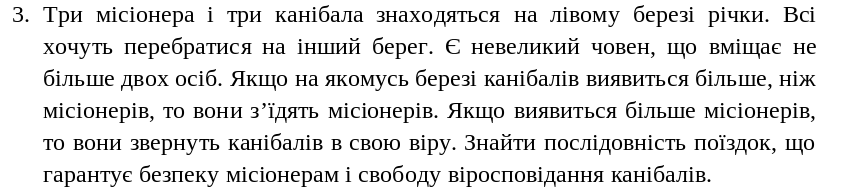 3. Три місіонера і три канібала знаходяться на лівому березі річки. Всі
хочуть перебратися на інший берег. Є невеликий човен, що вміщає не
більше двох осіб. Якщо на якомусь березі канібалів виявиться більше, ніж
місіонерів, то вони з’їдять місіонерів. Якщо виявиться більше місіонерів,
то вони звернуть канібалів в свою віру. Знайти послідовність поїздок, що
гарантує безпеку місіонерам і свободу віросповідання канібалів.